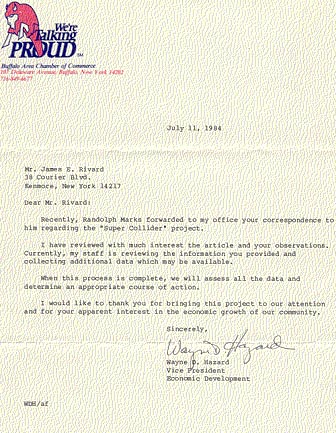 We're
Talking
PROUD
Buffalo Area Chamber of Commerce
107 Delaware Avenue, Buffalo, New York 14202
716-849-6677
July 11, 1984
Mr. James E. Rivard
38 Courier Blvd.
Kenmore, New York 14217
Dear Mr. Rivard:
Recently, Randolph Marks forwarded to my office your correspondence to
him regarding the "Super Collider" project.
I have reviewed with much interest the article and your observations.
Currently, my staff is reviewing the information you provided and
collecting additional data which may be available.
When this process is complete, we will assess all the data and
determine an appropriate course of action.
I would like to thank you for bringing this project to our attention
and for your apparent interest in the economic growth of our community.
Sincerely,
Wayne D Hazard
Wayne D. Hazard
Vice President
Economic Development
WDH/af